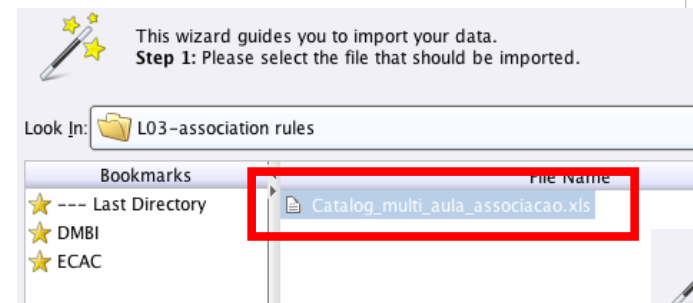 This wizard guides you to import your data.
Step 1: Please select the file that should be imported.
Look In: L03-association rules
Bookmarks
File Name
--- Last Directory
Catalog_multi_aula_associacao.xls
DMBI
ECAC